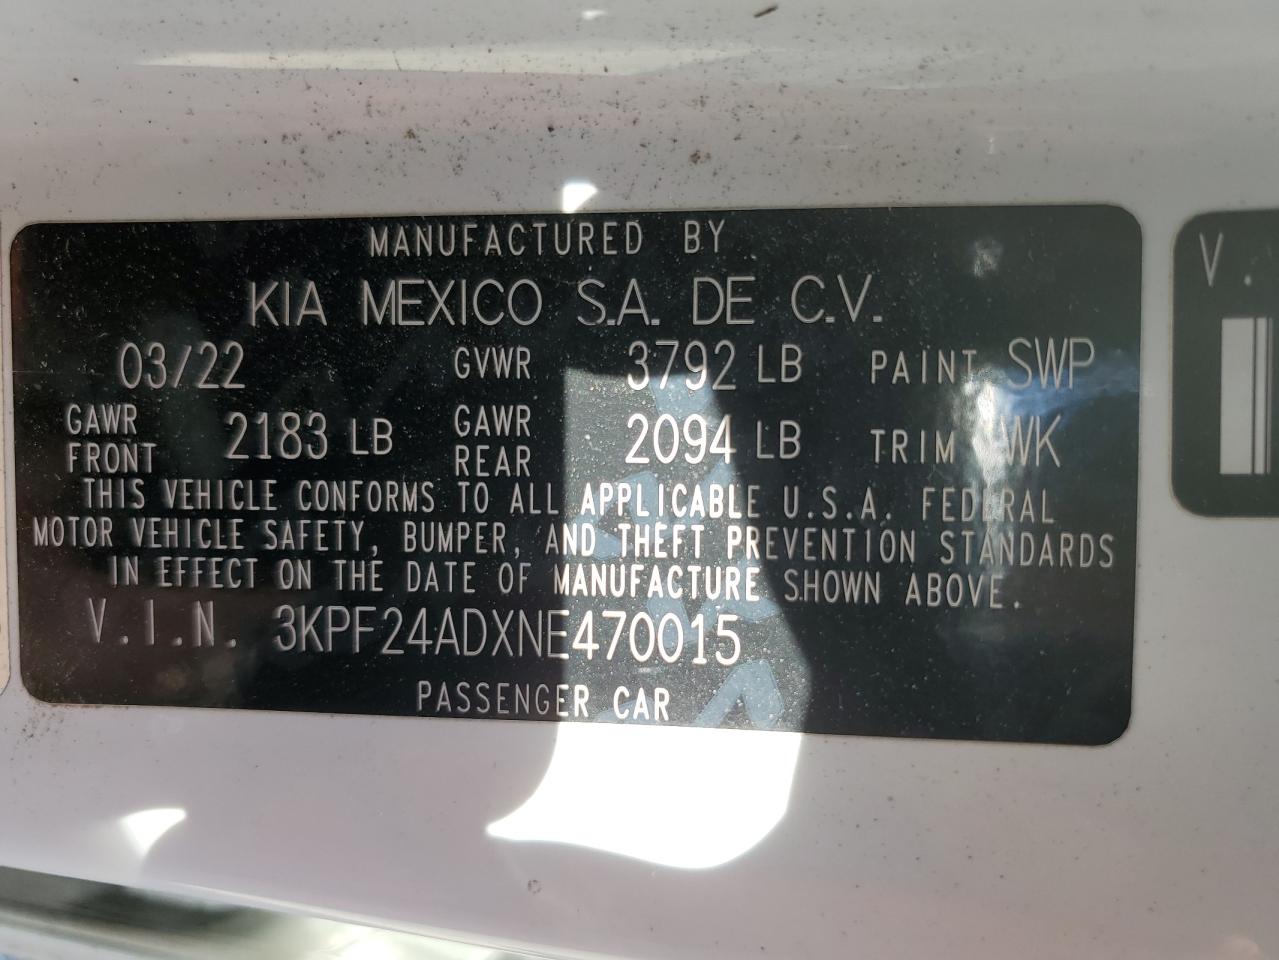 MANUFACTURED BY
KIA MEXICO S.A. DE C.V.
03/22 GVWR 3792 LB PAINT SWP
GAWR FRONT 2183 LB GAWR REAR 2094 LB TRIM WK
THIS VEHICLE CONFORMS TO ALL APPLICABLE U.S.A. FEDERAL
MOTOR VEHICLE SAFETY, BUMPER, AND THEFT PREVENTION STANDARDS
IN EFFECT ON THE DATE OF MANUFACTURE SHOWN ABOVE.
V.I.N. 3KPF24ADXNE470015
PASSENGER CAR
V.